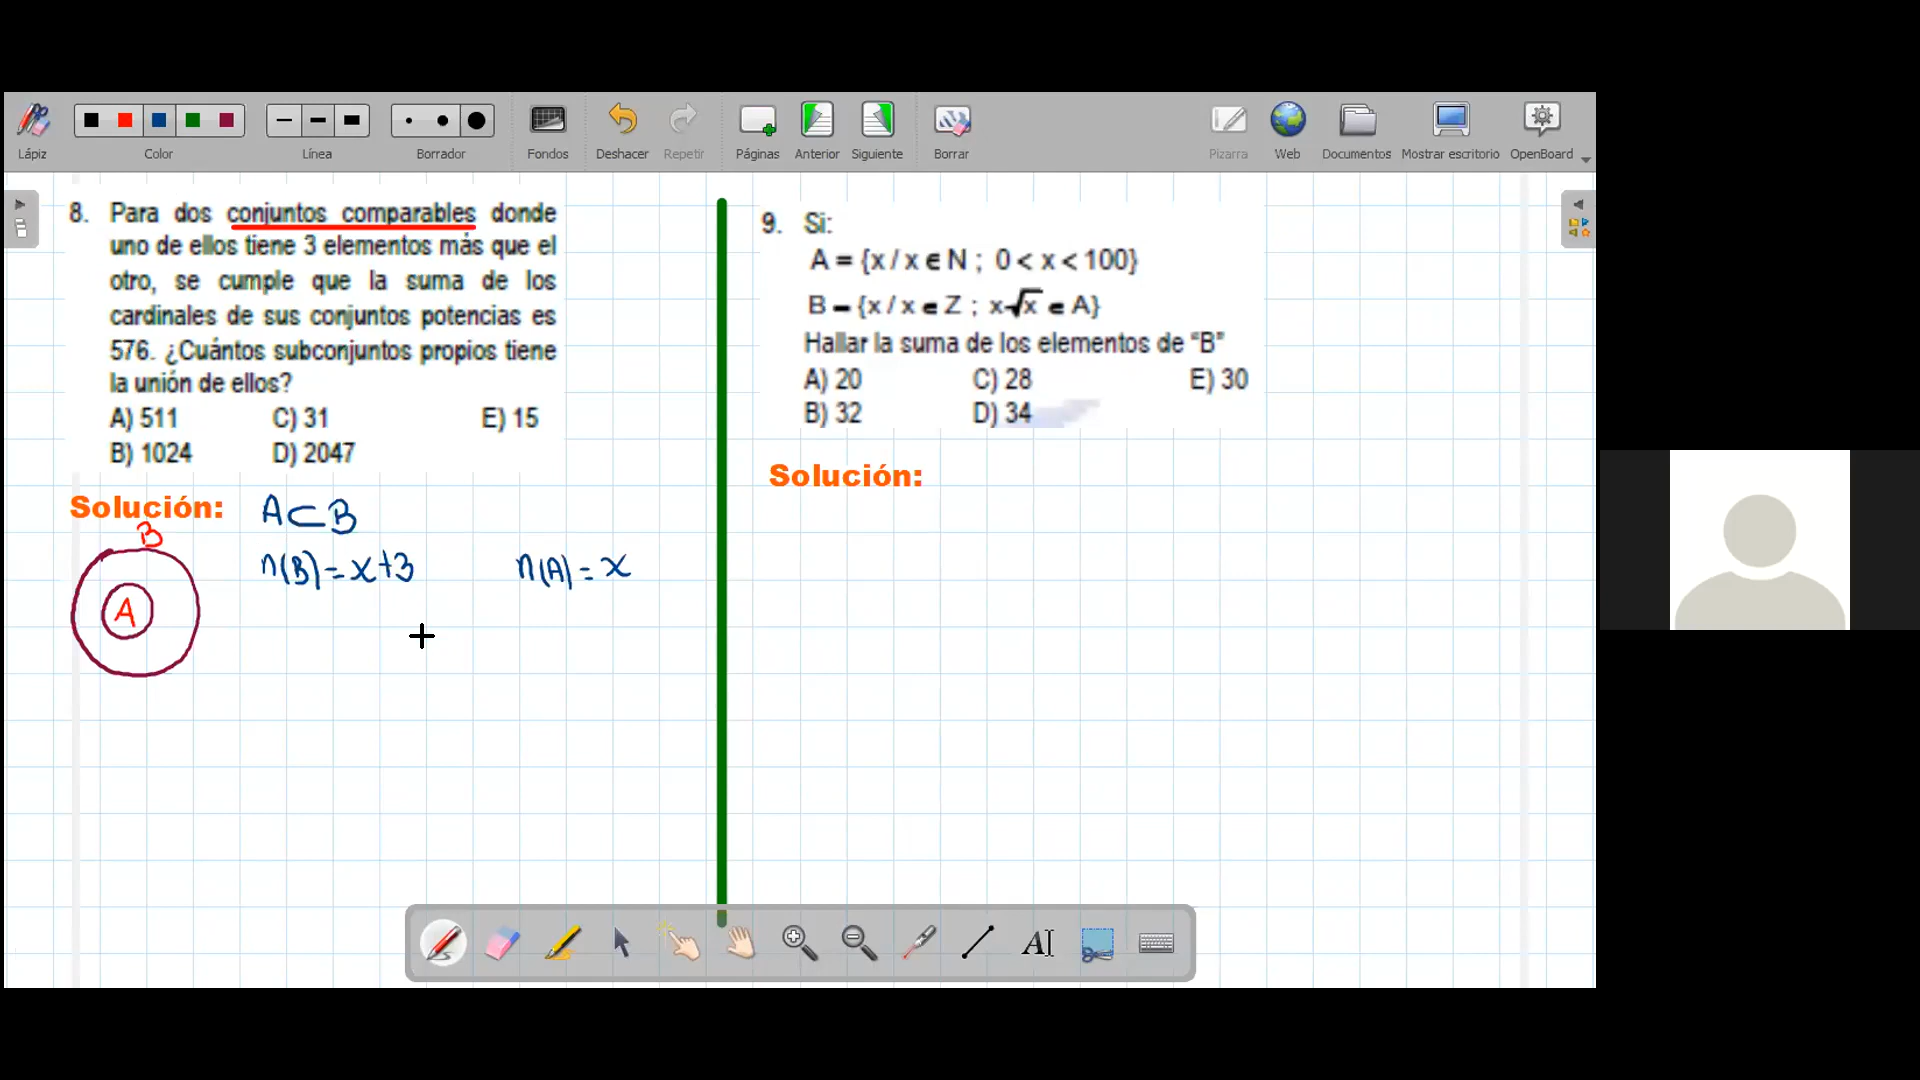 Lápiz
Color
Línea
Borrador
Fondos
Deshacer
Repetir
Páginas
Anterior
Siguiente
Borrar
Pizarra
Web
Documentos
Mostrar escritorio
OpenBoard
8. Para dos conjuntos comparables donde
uno de ellos tiene 3 elementos más que el
otro, se cumple que la suma de los
cardinales de sus conjuntos potencias es
576. ¿Cuántos subconjuntos propios tiene
la unión de ellos?
A) 511 C) 31 E) 15
B) 1024 D) 2047
Solución: A⊂B
B
n(B)=x+3 n(A)=x
A
9. Si:
A = {x / x ∈ N ; 0 < x < 100}
B = {x / x ∈ Z ; x√x ∈ A}
Hallar la suma de los elementos de “B”
A) 20 C) 28 E) 30
B) 32 D) 34
Solución:
AI